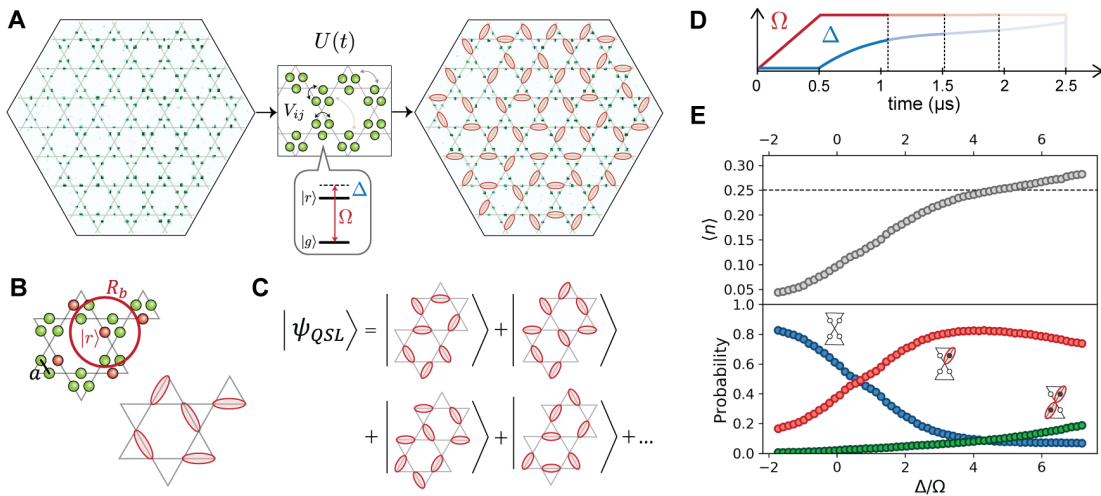 A
U(t)
V_ij
|r⟩
Δ
Ω
|g⟩
B
R_b
|r⟩
a
C
|ψ_QSL⟩ = | ⟩ + | ⟩
+ | ⟩ + | ⟩ + ...
D
Ω
Δ
0 0.5 1 1.5 2 2.5
time (μs)
E
−2 0 2 4 6
0.30
0.25
0.20
0.15
0.10
0.05
⟨n⟩
1.0
0.8
0.6
0.4
0.2
0.0
Probability
−2 0 2 4 6
Δ/Ω